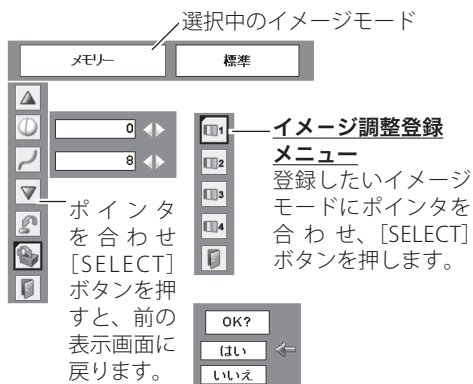 選択中のイメージモード
メモリー
標準
0
8
1
2
3
4
イメージ調整登録
メニュー
登録したいイメージ
モードにポインタを
合わせ、［SELECT］
ボタンを押します。
ポインタ
を合わせ
［SELECT］
ボタンを押
すと、前の
表示画面に
戻ります。
OK?
はい
いいえ